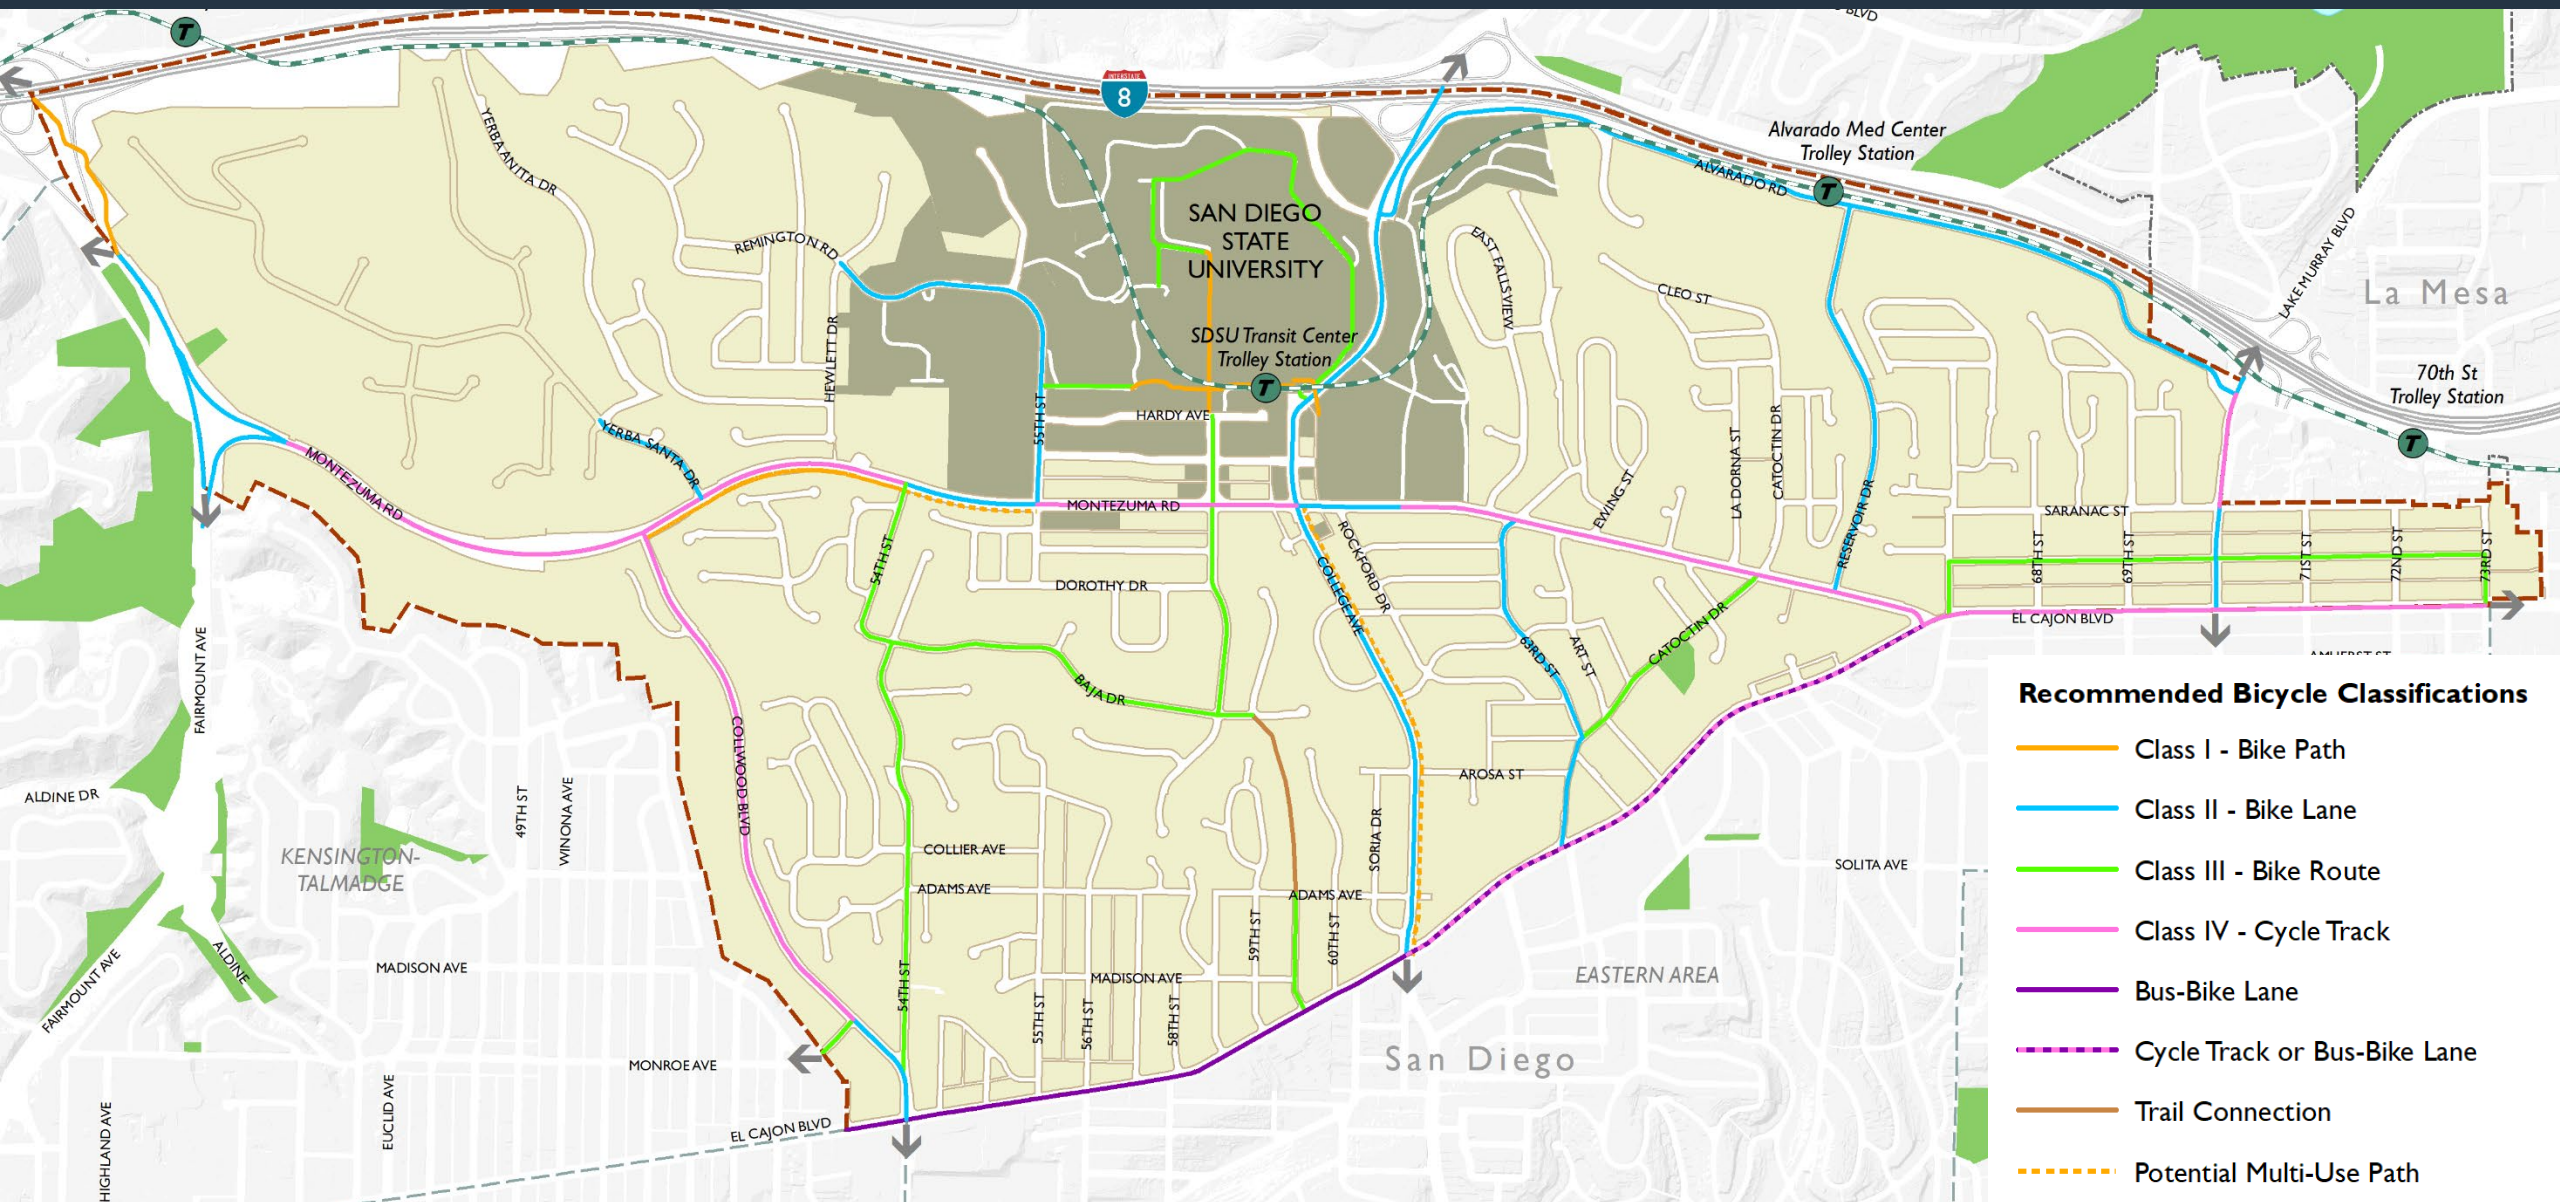 BLVD
INTERSTATE
8
T
YERBA ANITA DR
Alvarado Med Center
Trolley Station
ALVARADO RD
T
SAN DIEGO
STATE
UNIVERSITY
REMINGTON RD
EAST FALLSVIEW
CLEO ST
LAKE MURRAY BLVD
La Mesa
SDSU Transit Center
Trolley Station
T
HEWLETT DR
70th St
Trolley Station
T
55TH ST
HARDY AVE
YERBA SANTA DR
MONTEZUMA RD
MONTEZUMA RD
EWING ST
LA DORNA ST
CATOCTIN DR
RESERVOIR DR
SARANAC ST
68TH ST
69TH ST
71ST ST
72ND ST
73RD ST
54TH ST
DOROTHY DR
COLLEGE AVE
ROCKFORD DR
63RD ST
ART ST
CATOCTIN DR
EL CAJON BLVD
AMHERST ST
FAIRMOUNT AVE
BAJA DR
COLLWOOD BLVD
AROSA ST
ALDINE DR
49TH ST
WINONA AVE
KENSINGTON-
TALMADGE
COLLIER AVE
ADAMS AVE
ADAMS AVE
SORIA DR
SOLITA AVE
59TH ST
60TH ST
FAIRMOUNT AVE
ALDINE
MADISON AVE
MADISON AVE
54TH ST
55TH ST
56TH ST
58TH ST
EASTERN AREA
MONROE AVE
San Diego
HIGHLAND AVE
EUCLID AVE
EL CAJON BLVD
Recommended Bicycle Classifications
Class I - Bike Path
Class II - Bike Lane
Class III - Bike Route
Class IV - Cycle Track
Bus-Bike Lane
Cycle Track or Bus-Bike Lane
Trail Connection
Potential Multi-Use Path